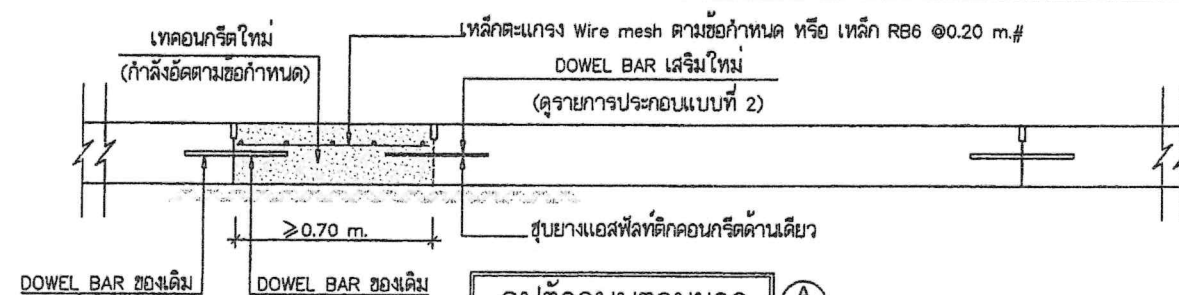 เหล็กตะแกรง Wire mesh ตามข้อกำหนด หรือ เหล็ก RB6 @0.20 m.#
เทคอนกรีตใหม่
(กำลังอัดตามข้อกำหนด)
DOWEL BAR เสริมใหม่
(ดูรายการประกอบแบบที่ 2)
≥0.70 m.
ชุบยางแอสฟัลท์ติกคอนกรีตด้านเดียว
DOWEL BAR ของเดิม
DOWEL BAR ของเดิม
A